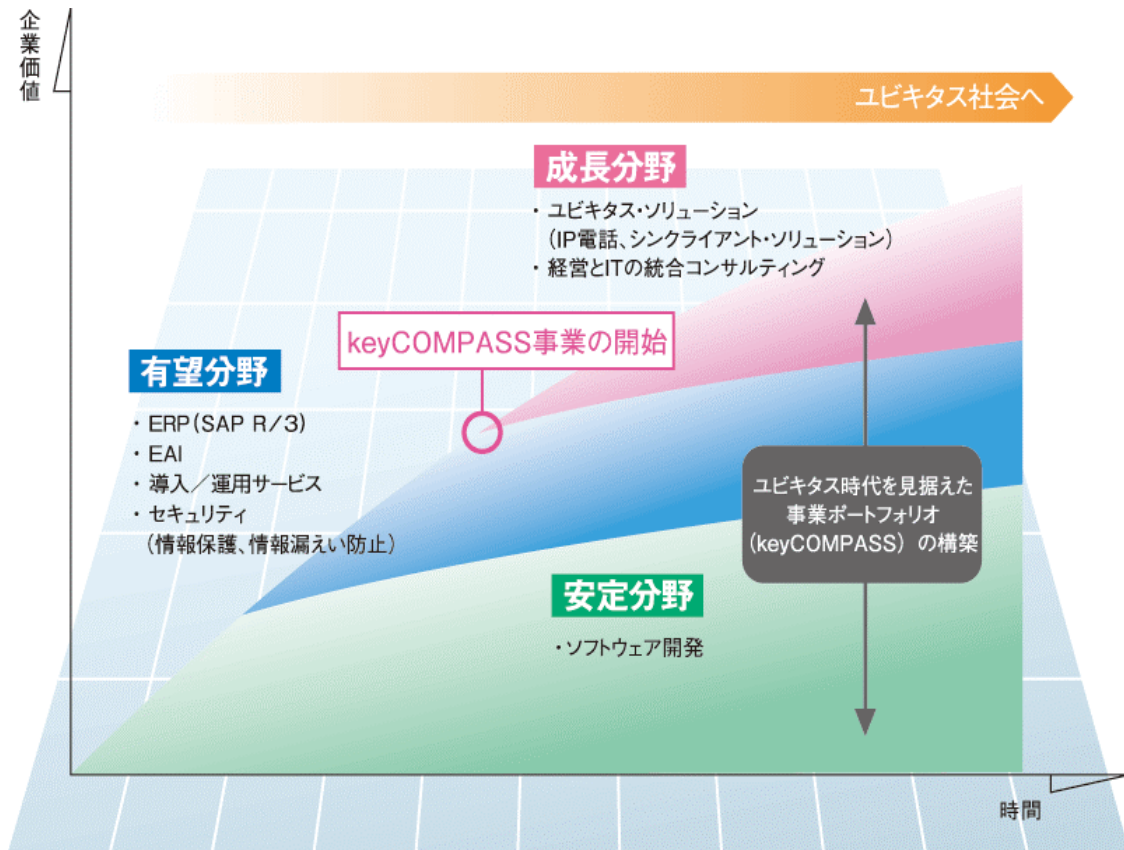 企業価値
ユビキタス社会へ
成長分野
・ユビキタス・ソリューション
（IP電話、シンクライアント・ソリューション）
・経営とITの統合コンサルティング
keyCOMPASS事業の開始
有望分野
・ERP（SAP R/3）
・EAI
・導入／運用サービス
・セキュリティ
（情報保護、情報漏えい防止）
ユビキタス時代を見据えた
事業ポートフォリオ
（keyCOMPASS）の構築
安定分野
・ソフトウェア開発
時間